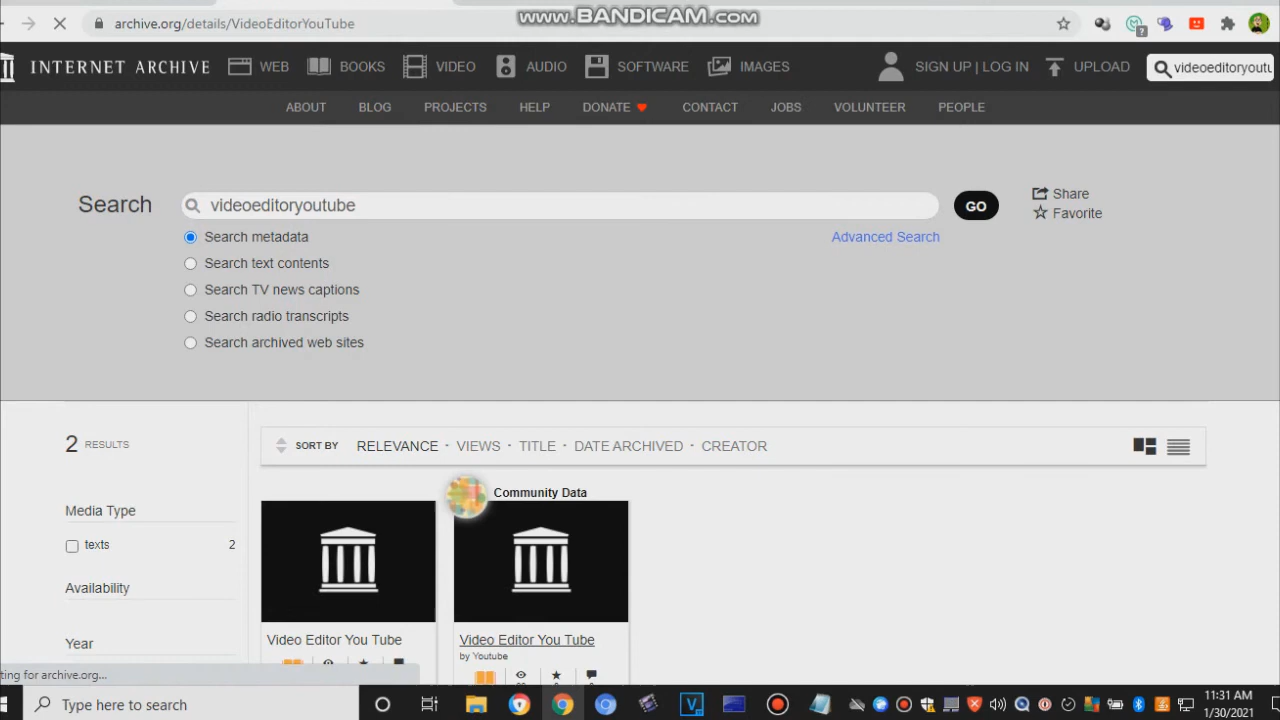 www.BANDICAM.com
archive.org/details/VideoEditorYouTube
INTERNET ARCHIVE WEB BOOKS VIDEO AUDIO SOFTWARE IMAGES SIGN UP | LOG IN UPLOAD videoeditoryoutu
ABOUT BLOG PROJECTS HELP DONATE CONTACT JOBS VOLUNTEER PEOPLE
Search videoeditoryoutube GO Share
Favorite
Search metadata Advanced Search
Search text contents
Search TV news captions
Search radio transcripts
Search archived web sites
2 RESULTS SORT BY RELEVANCE · VIEWS · TITLE · DATE ARCHIVED · CREATOR
Community Data
Media Type
texts 2
Availability
Year
Video Editor You Tube Video Editor You Tube
by Youtube
ting for archive.org...
Type here to search
11:31 AM
1/30/2021